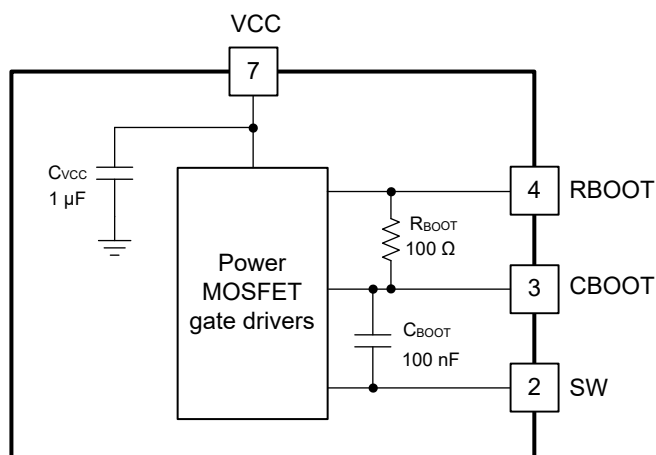 VCC
7
CVCC
1 µF
4
RBOOT
RBOOT
100 Ω
Power
MOSFET
gate drivers
3
CBOOT
CBOOT
100 nF
2
SW